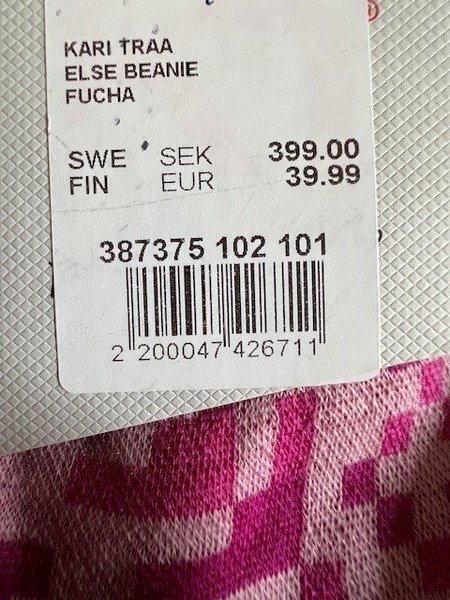 ®
KARI TRAA
ELSE BEANIE
FUCHA
SWE SEK 399.00
FIN EUR 39.99
387375 102 101
2 200047 426711